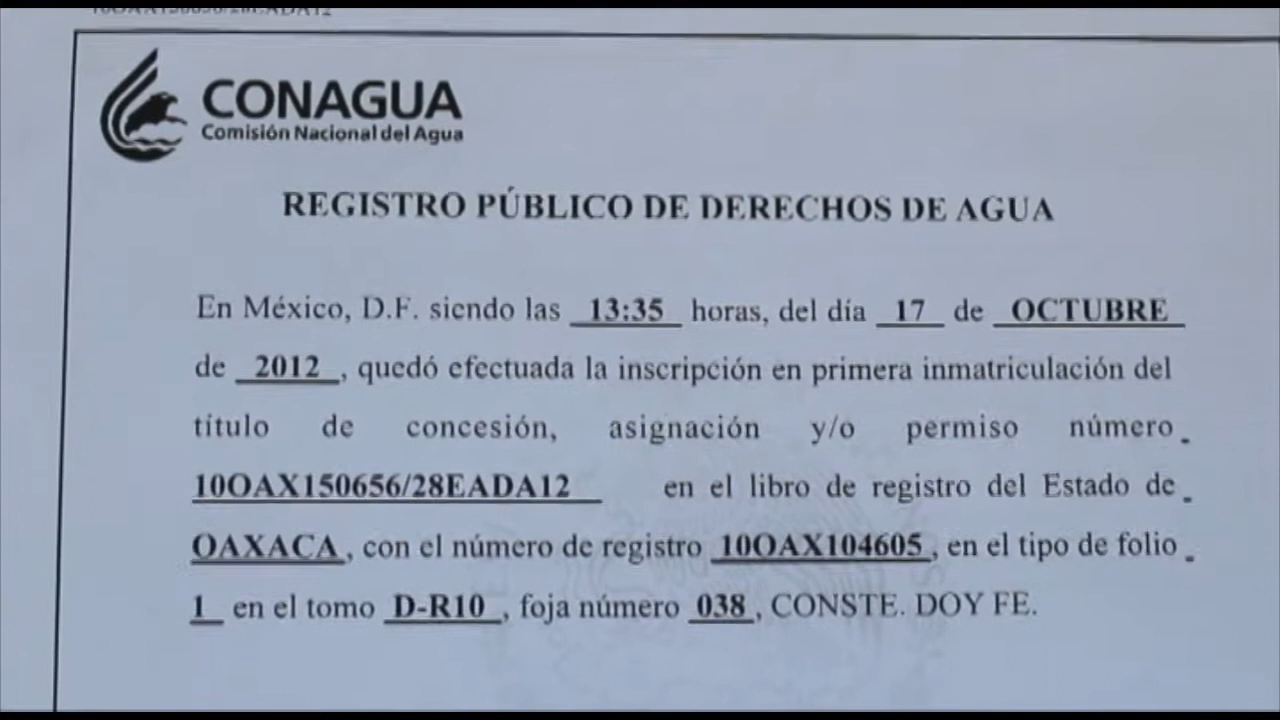 CONAGUA
Comisión Nacional del Agua
REGISTRO PÚBLICO DE DERECHOS DE AGUA
En México, D.F. siendo las 13:35 horas, del día 17 de OCTUBRE
de 2012, quedó efectuada la inscripción en primera inmatriculación del
título de concesión, asignación y/o permiso número
10OAX150656/28EADA12 en el libro de registro del Estado de
OAXACA, con el número de registro 10OAX104605, en el tipo de folio
1 en el tomo D-R10, foja número 038, CONSTE. DOY FE.